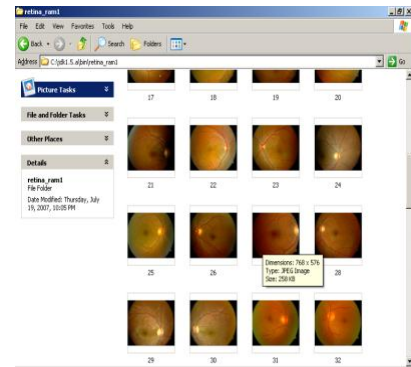 retina_ram1
File Edit View Favorites Tools Help
Back Search Folders
Address C:\jdk1.5.a\bin\retina_ram1 Go
Picture Tasks
File and Folder Tasks
Other Places
Details
retina_ram1
File Folder
Date Modified: Thursday, July
19, 2007, 10:05 PM
17 18 19 20
21 22 23 24
25 26 28
Dimensions: 768 x 576
Type: JPEG Image
Size: 258 KB
29 30 31 32